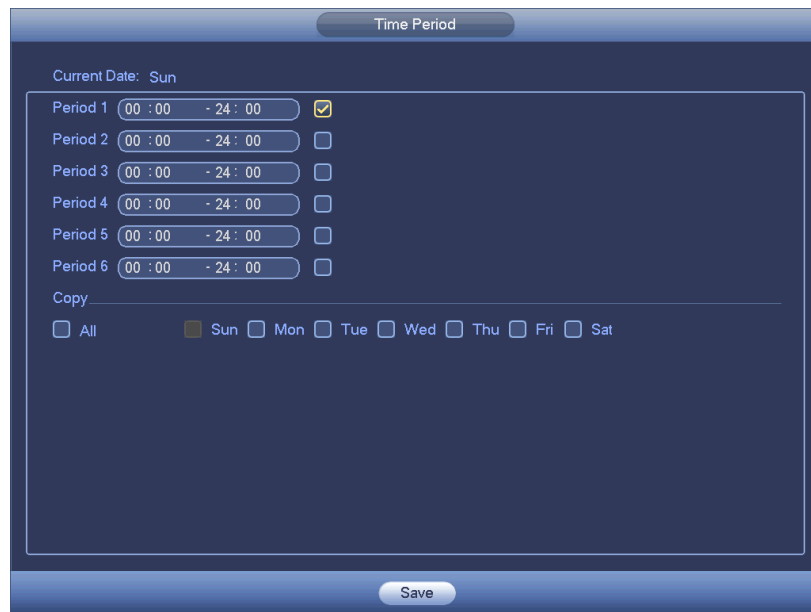 Time Period
Current Date: Sun
Period 1 00 :00 - 24 : 00
Period 2 00 :00 - 24 : 00
Period 3 00 :00 - 24 : 00
Period 4 00 :00 - 24 : 00
Period 5 00 :00 - 24 : 00
Period 6 00 :00 - 24 : 00
Copy
All Sun Mon Tue Wed Thu Fri Sat
Save